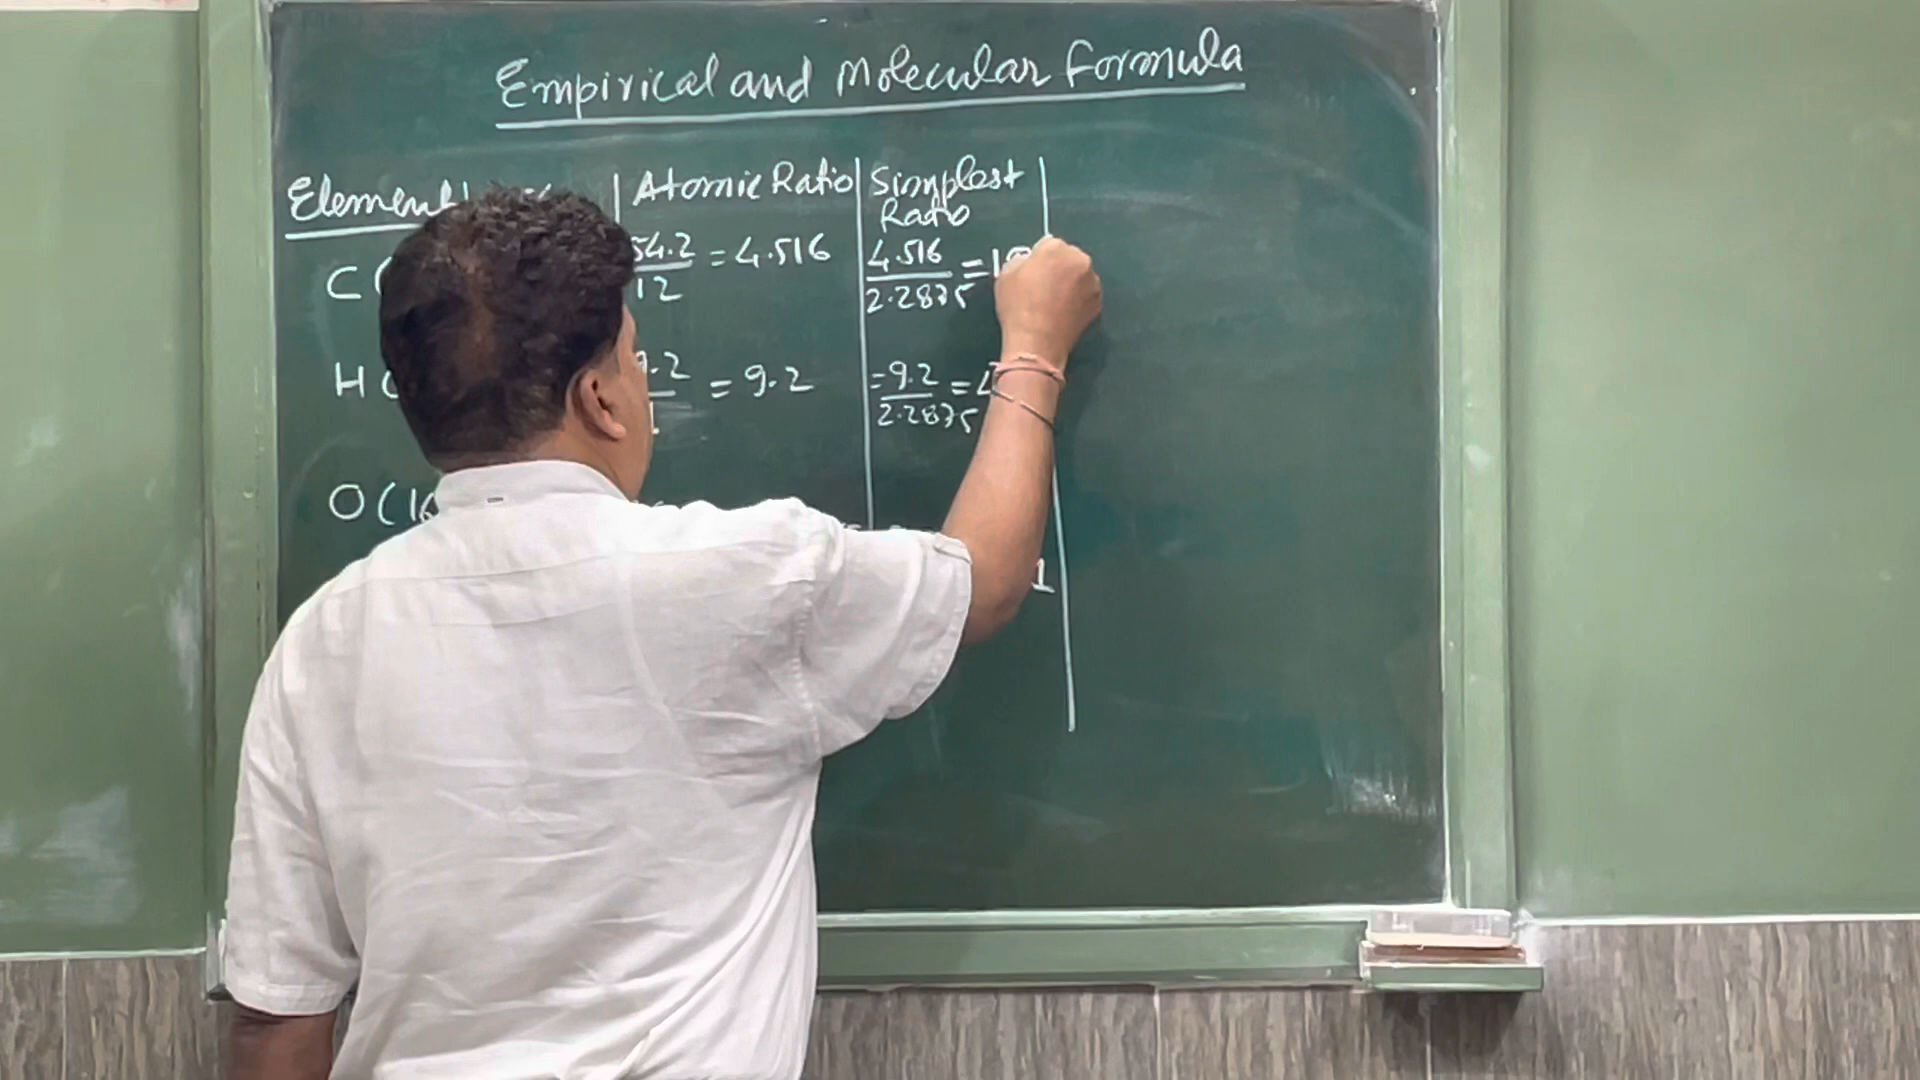 Empirical and Molecular Formula
Element Atomic Ratio Simplest
Ratio
C( 54.2/12 = 4.516 4.516/2.2875 =
H( 9.2 = 9.2 = 9.2/2.2875 =
O(16
1